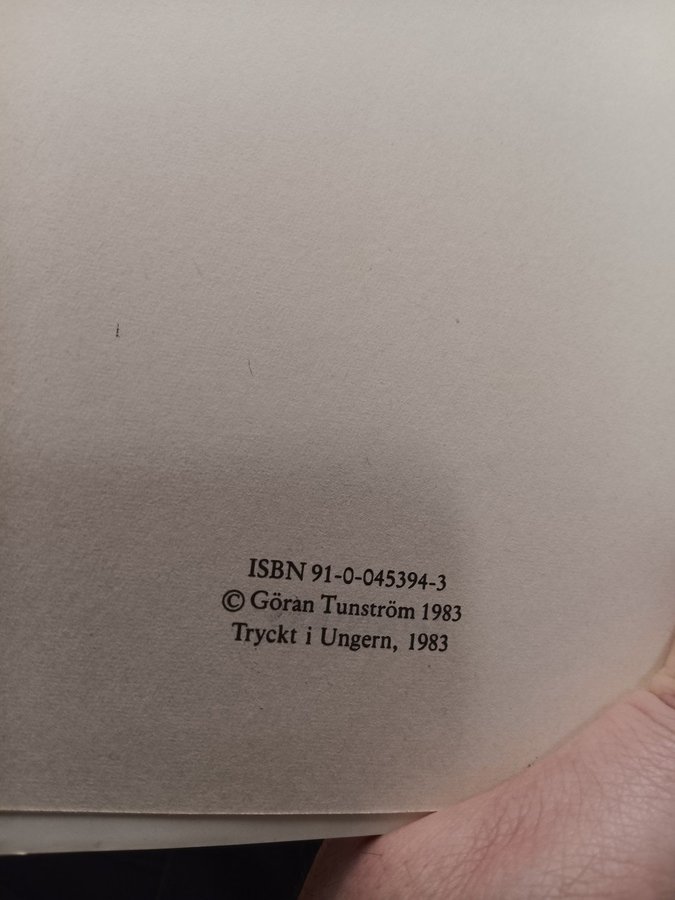 ISBN 91-0-045394-3
© Göran Tunström 1983
Tryckt i Ungern, 1983